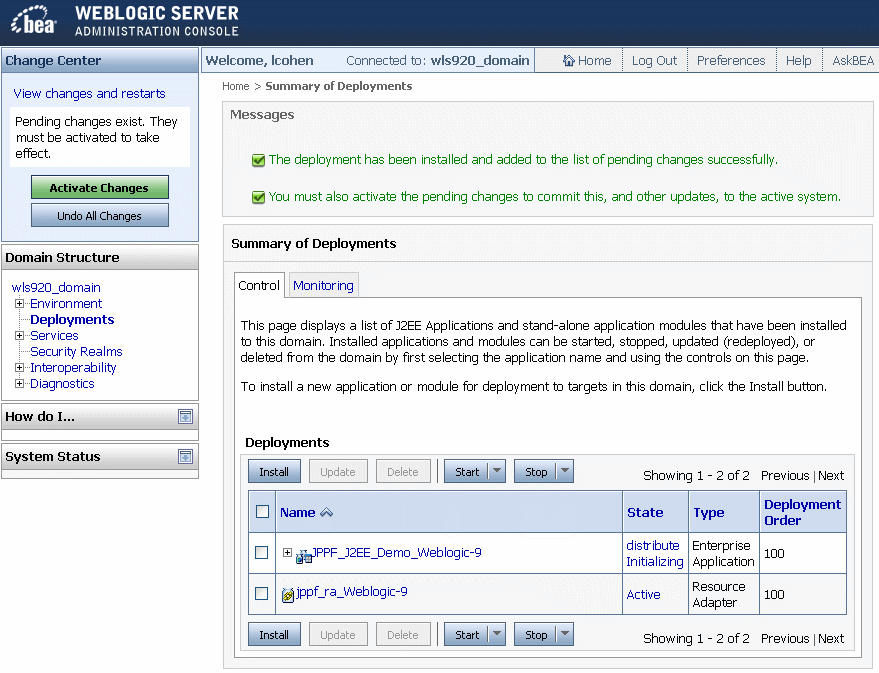 bea
WEBLOGIC SERVER
ADMINISTRATION CONSOLE
Change Center
View changes and restarts
Pending changes exist. They
must be activated to take
effect.
Activate Changes
Undo All Changes
Domain Structure
wls920_domain
Environment
Deployments
Services
Security Realms
Interoperability
Diagnostics
How do I...
System Status
Welcome, lcohen Connected to: wls920_domain Home Log Out Preferences Help AskBEA
Home > Summary of Deployments
Messages
The deployment has been installed and added to the list of pending changes successfully.
You must also activate the pending changes to commit this, and other updates, to the active system.
Summary of Deployments
Control Monitoring
This page displays a list of J2EE Applications and stand-alone application modules that have been installed
to this domain. Installed applications and modules can be started, stopped, updated (redeployed), or
deleted from the domain by first selecting the application name and using the controls on this page.
To install a new application or module for deployment to targets in this domain, click the Install button.
Deployments
Install Update Delete Start Stop Showing 1 - 2 of 2 Previous | Next
Name State Type Deployment
Order
JPPF_J2EE_Demo_Weblogic-9 distribute
Initializing Enterprise
Application 100
jppf_ra_Weblogic-9 Active Resource
Adapter 100
Install Update Delete Start Stop Showing 1 - 2 of 2 Previous | Next